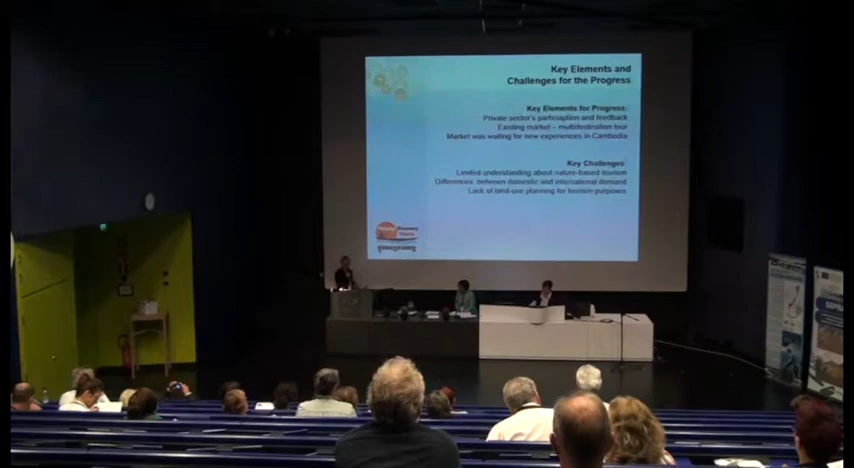 Key Elements and
Challenges for the Progress
Key Elements for Progress:
Private sector's particiaption and feedback
Existing market – multidestination tour
Market was waiting for new experiences in Cambodia
Key Challenges:
Limited understanding about nature-based tourism
Differences between domestic and international demand
Lack of land-use planning for tourism purposes